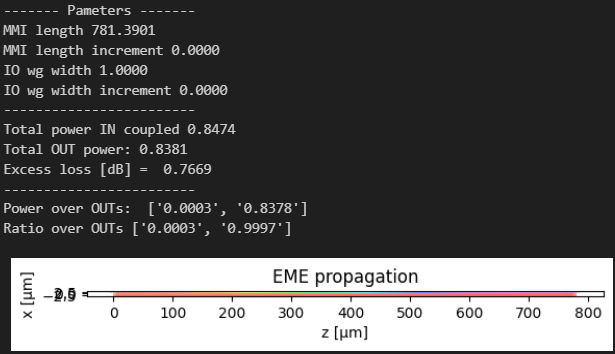 ------- Pameters -------
MMI length 781.3901
MMI length increment 0.0000
IO wg width 1.0000
IO wg width increment 0.0000
------------------------
Total power IN coupled 0.8474
Total OUT power: 0.8381
Excess loss [dB] =  0.7669
------------------------
Power over OUTs:  ['0.0003', '0.8378']
Ratio over OUTs ['0.0003', '0.9997']
EME propagation
x [μm]
0 100 200 300 400 500 600 700 800
z [μm]